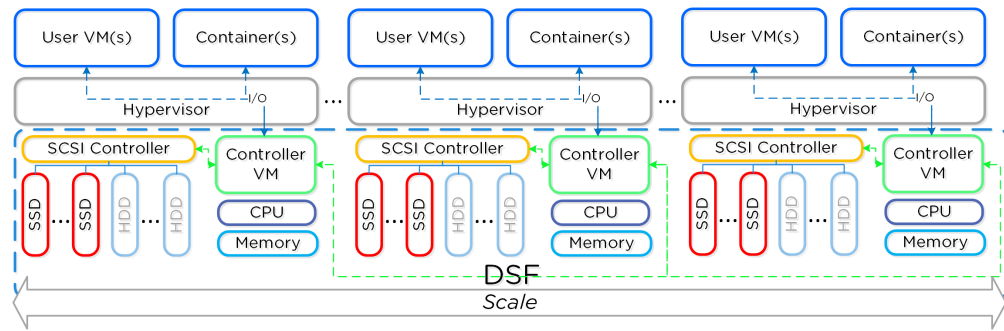 User VM(s) Container(s) User VM(s) Container(s) User VM(s) Container(s)
I/O ... I/O ... I/O
Hypervisor Hypervisor Hypervisor
SCSI Controller Controller VM SCSI Controller Controller VM SCSI Controller Controller VM
SSD ... SSD HDD ... HDD SSD ... SSD HDD ... HDD SSD ... SSD HDD ... HDD
CPU CPU CPU
Memory Memory Memory
DSF
Scale